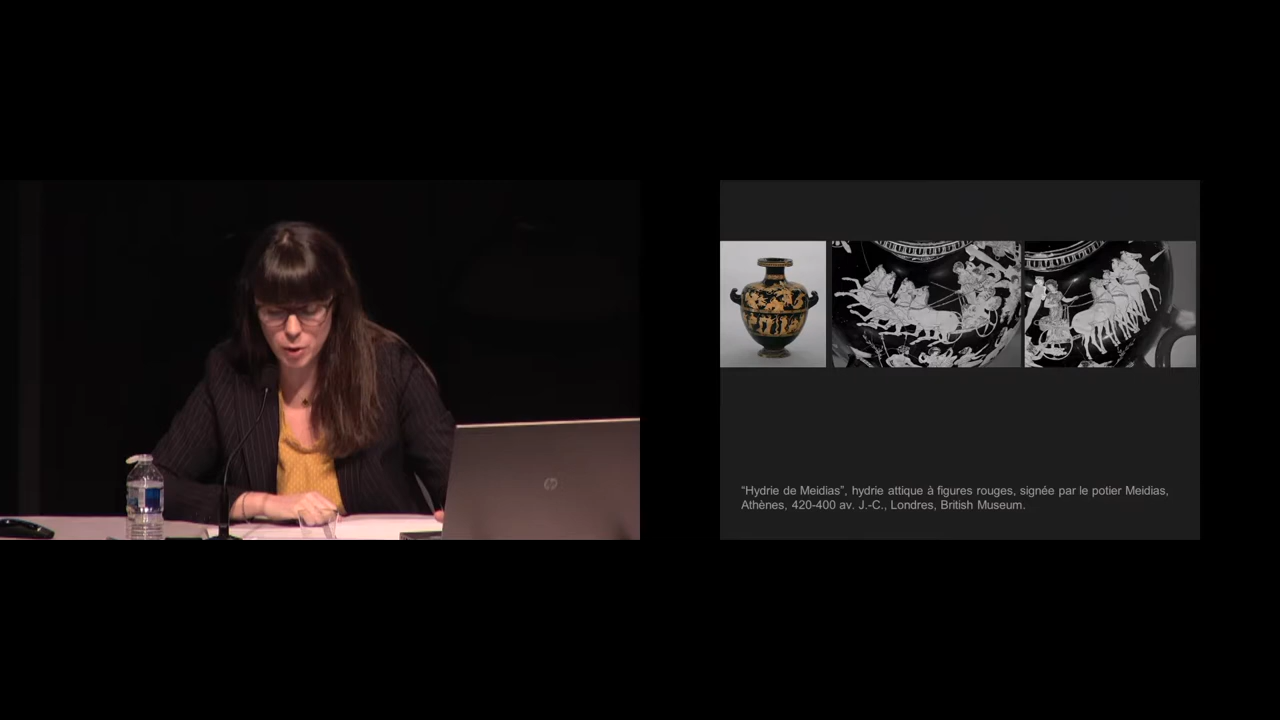 “Hydrie de Meidias”, hydrie attique à figures rouges, signée par le potier Meidias,
Athènes, 420-400 av. J.-C., Londres, British Museum.
hp